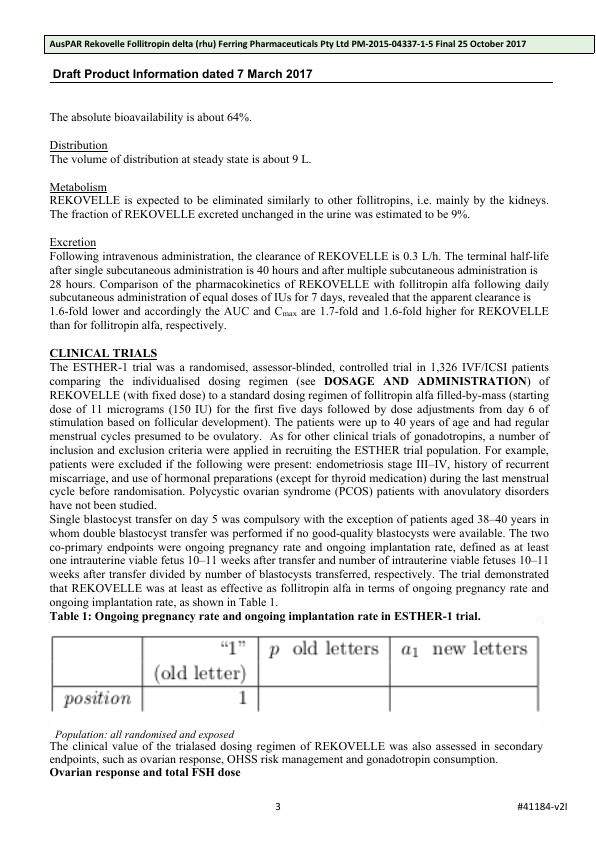 AusPAR Rekovelle Follitropin delta (rhu) Ferring Pharmaceuticals Pty Ltd PM-2015-04337-1-5 Final 25 October 2017
Draft Product Information dated 7 March 2017
The absolute bioavailability is about 64%.
Distribution
The volume of distribution at steady state is about 9 L.
Metabolism
REKOVELLE is expected to be eliminated similarly to other follitropins, i.e. mainly by the kidneys.
The fraction of REKOVELLE excreted unchanged in the urine was estimated to be 9%.
Excretion
Following intravenous administration, the clearance of REKOVELLE is 0.3 L/h. The terminal half-life
after single subcutaneous administration is 40 hours and after multiple subcutaneous administration is
28 hours. Comparison of the pharmacokinetics of REKOVELLE with follitropin alfa following daily
subcutaneous administration of equal doses of IUs for 7 days, revealed that the apparent clearance is
1.6-fold lower and accordingly the AUC and Cmax are 1.7-fold and 1.6-fold higher for REKOVELLE
than for follitropin alfa, respectively.
CLINICAL TRIALS
The ESTHER-1 trial was a randomised, assessor-blinded, controlled trial in 1,326 IVF/ICSI patients
comparing the individualised dosing regimen (see DOSAGE AND ADMINISTRATION) of
REKOVELLE (with fixed dose) to a standard dosing regimen of follitropin alfa filled-by-mass (starting
dose of 11 micrograms (150 IU) for the first five days followed by dose adjustments from day 6 of
stimulation based on follicular development). The patients were up to 40 years of age and had regular
menstrual cycles presumed to be ovulatory. As for other clinical trials of gonadotropins, a number of
inclusion and exclusion criteria were applied in recruiting the ESTHER trial population. For example,
patients were excluded if the following were present: endometriosis stage III–IV, history of recurrent
miscarriage, and use of hormonal preparations (except for thyroid medication) during the last menstrual
cycle before randomisation. Polycystic ovarian syndrome (PCOS) patients with anovulatory disorders
have not been studied.
Single blastocyst transfer on day 5 was compulsory with the exception of patients aged 38–40 years in
whom double blastocyst transfer was performed if no good-quality blastocysts were available. The two
co-primary endpoints were ongoing pregnancy rate and ongoing implantation rate, defined as at least
one intrauterine viable fetus 10–11 weeks after transfer and number of intrauterine viable fetuses 10–11
weeks after transfer divided by number of blastocysts transferred, respectively. The trial demonstrated
that REKOVELLE was at least as effective as follitropin alfa in terms of ongoing pregnancy rate and
ongoing implantation rate, as shown in Table 1.
Table 1: Ongoing pregnancy rate and ongoing implantation rate in ESTHER-1 trial.
“1” p old letters a1 new letters
(old letter)
position 1
Population: all randomised and exposed
The clinical value of the trialased dosing regimen of REKOVELLE was also assessed in secondary
endpoints, such as ovarian response, OHSS risk management and gonadotropin consumption.
Ovarian response and total FSH dose
3 #41184-v2I